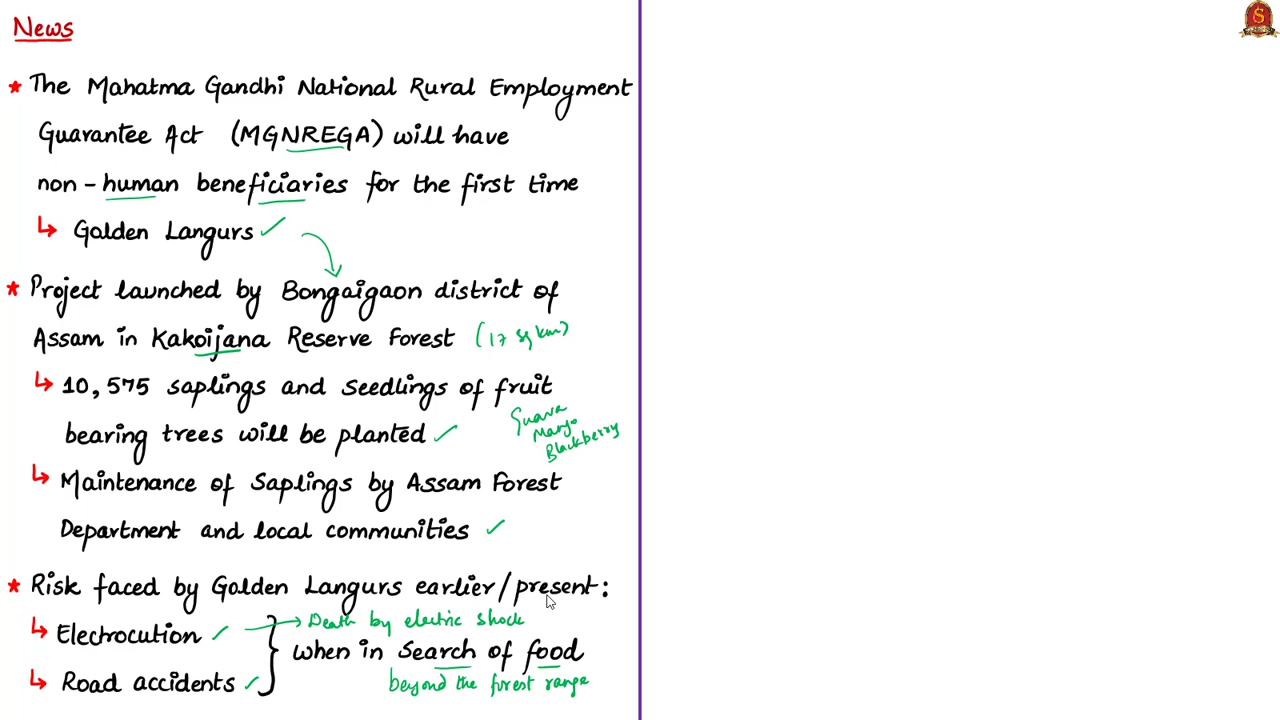 News
* The Mahatma Gandhi National Rural Employment
Guarantee Act (MGNREGA) will have
non-human beneficiaries for the first time
↳ Golden Langurs ✓
* Project launched by Bongaigaon district of
Assam in Kakoijana Reserve Forest (17 sq km)
↳ 10,575 saplings and seedlings of fruit
bearing trees will be planted ✓
Guava
Mango
Blackberry
↳ Maintenance of Saplings by Assam Forest
Department and local communities ✓
* Risk faced by Golden Langurs earlier/present:
↳ Electrocution ✓ → Death by electric shock
when in search of food
↳ Road accidents ✓ beyond the forest range
S